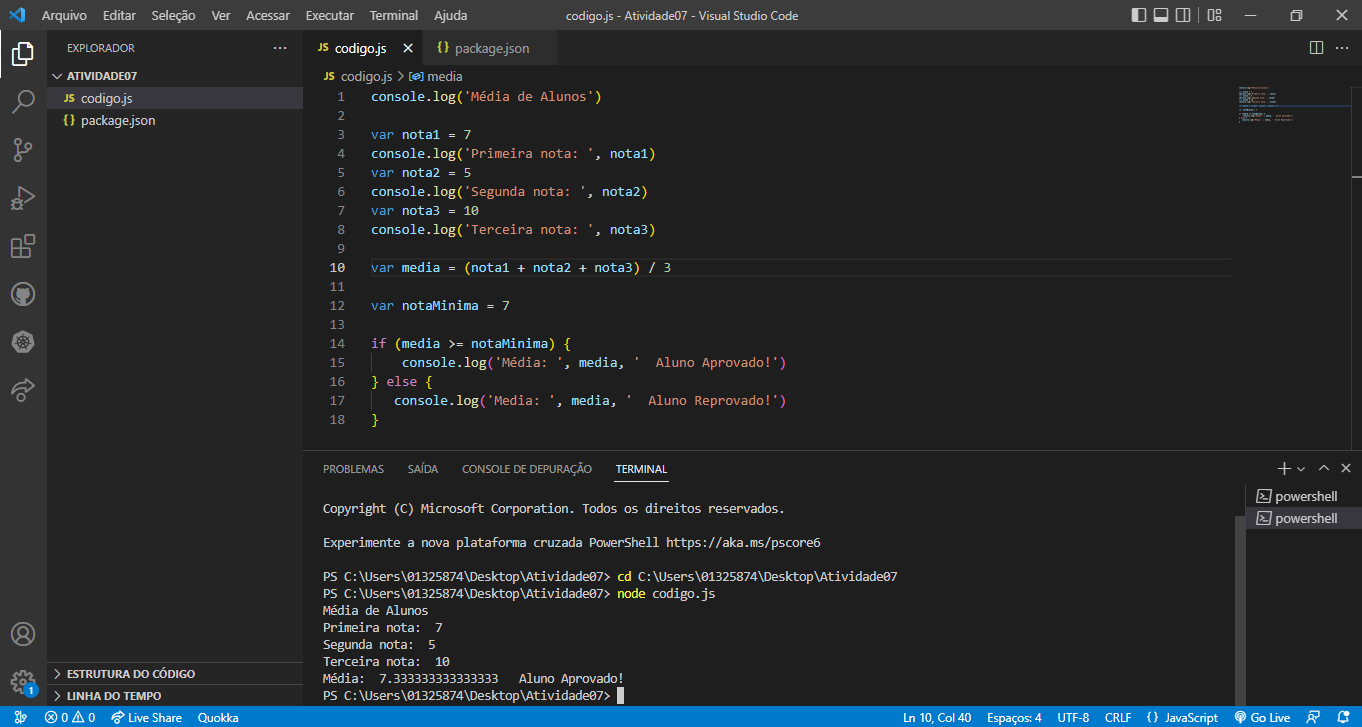 Arquivo Editar Seleção Ver Acessar Executar Terminal Ajuda codigo.js - Atividade07 - Visual Studio Code
EXPLORADOR
ATIVIDADE07
JS codigo.js
{} package.json
ESTRUTURA DO CÓDIGO
LINHA DO TEMPO
JS codigo.js {} package.json
JS codigo.js > media
1 console.log('Média de Alunos')
2
3 var nota1 = 7
4 console.log('Primeira nota: ', nota1)
5 var nota2 = 5
6 console.log('Segunda nota: ', nota2)
7 var nota3 = 10
8 console.log('Terceira nota: ', nota3)
9
10 var media = (nota1 + nota2 + nota3) / 3
11
12 var notaMinima = 7
13
14 if (media >= notaMinima) {
15     console.log('Média: ', media, '  Aluno Aprovado!')
16 } else {
17    console.log('Media: ', media, '  Aluno Reprovado!')
18 }
PROBLEMAS SAÍDA CONSOLE DE DEPURAÇÃO TERMINAL
Copyright (C) Microsoft Corporation. Todos os direitos reservados.
Experimente a nova plataforma cruzada PowerShell https://aka.ms/pscore6
PS C:\Users\01325874\Desktop\Atividade07> cd C:\Users\01325874\Desktop\Atividade07
PS C:\Users\01325874\Desktop\Atividade07> node codigo.js
Média de Alunos
Primeira nota:  7
Segunda nota:  5
Terceira nota:  10
Média:  7.333333333333333   Aluno Aprovado!
PS C:\Users\01325874\Desktop\Atividade07>
powershell
powershell
1
0 0 Live Share Quokka Ln 10, Col 40 Espaços: 4 UTF-8 CRLF {} JavaScript Go Live